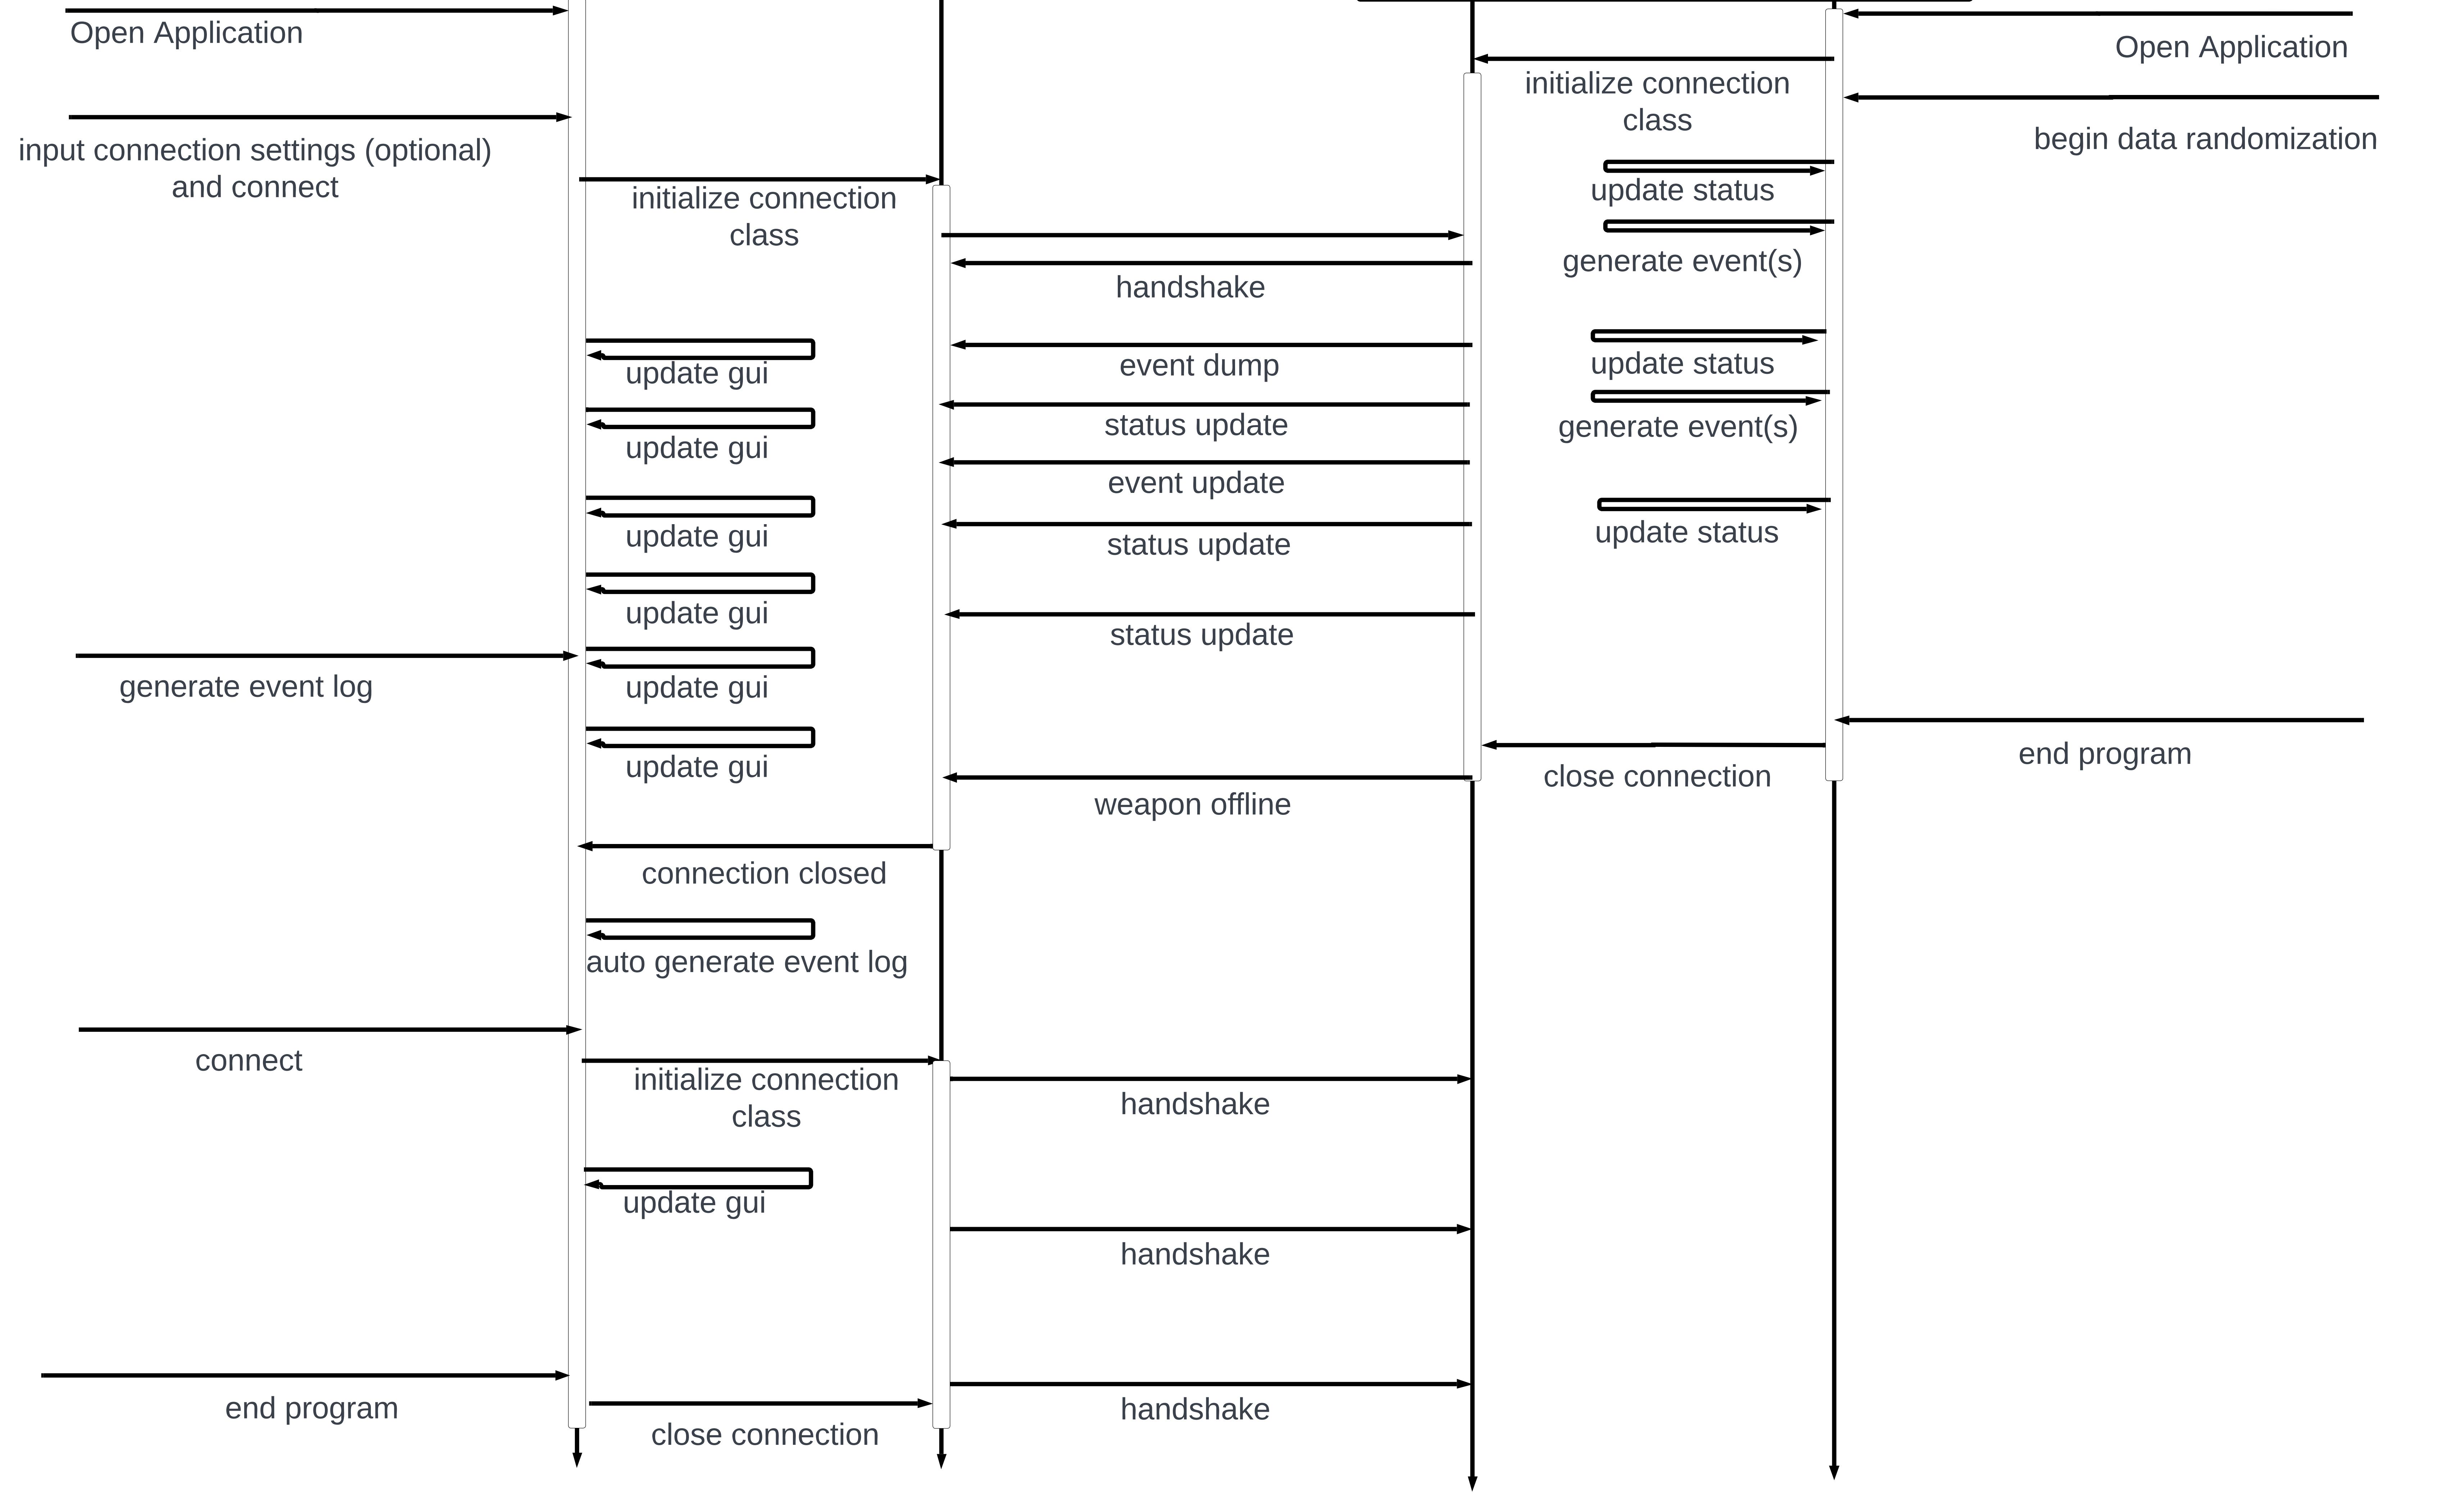 Open Application
Open Application
initialize connection
class
begin data randomization
input connection settings (optional)
and connect
update status
initialize connection
class
generate event(s)
handshake
update gui
event dump
update status
update gui
status update
generate event(s)
event update
update gui
status update
update status
update gui
status update
generate event log
update gui
end program
update gui
close connection
weapon offline
connection closed
auto generate event log
connect
initialize connection
class
handshake
update gui
handshake
end program
handshake
close connection